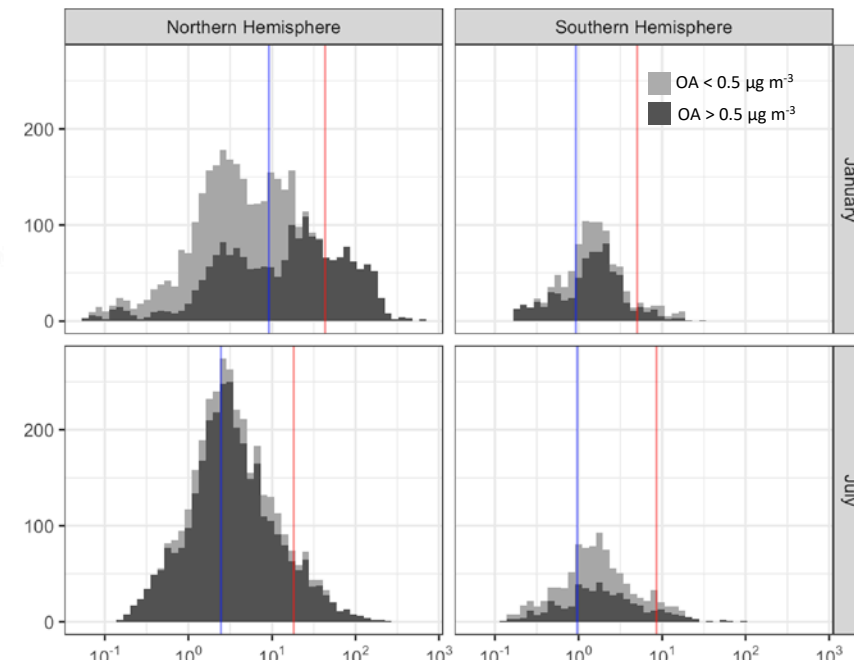 Northern Hemisphere
Southern Hemisphere
OA < 0.5 µg m⁻³
OA > 0.5 µg m⁻³
200
100
0
January
200
100
0
July
10⁻¹ 10⁰ 10¹ 10² 10³
10⁻¹ 10⁰ 10¹ 10² 10³